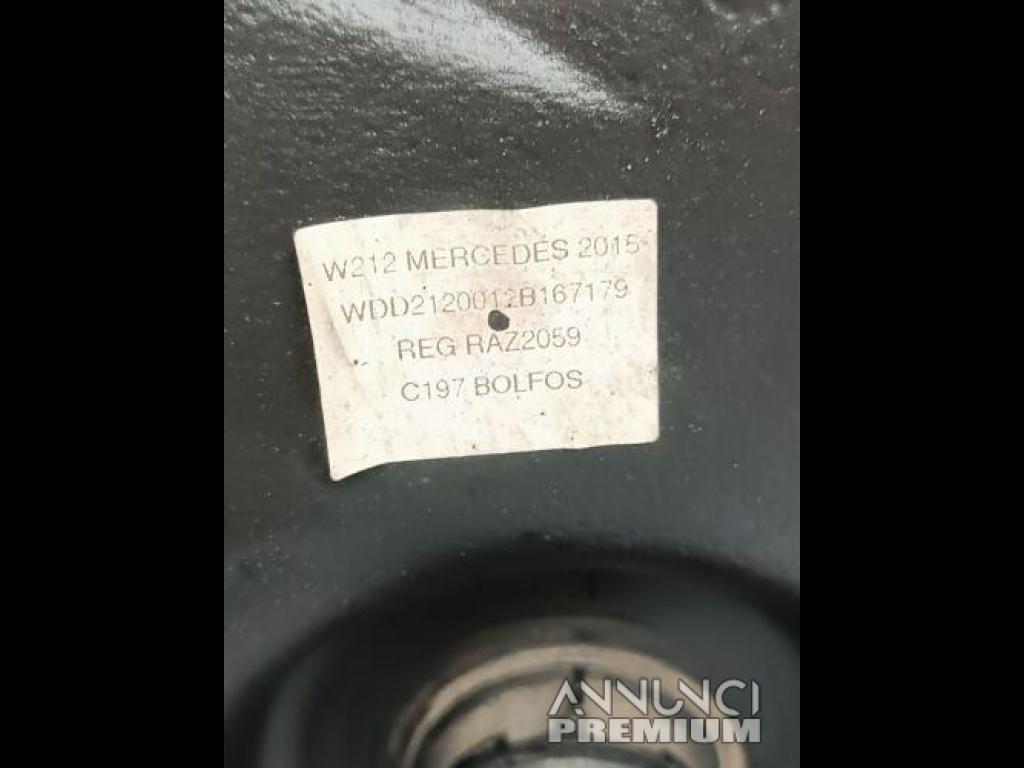 W212 MERCEDES 2015
WDD2120012B167179
REG RAZ2059
C197 BOLFOS
ANNUNCI
PREMIUM